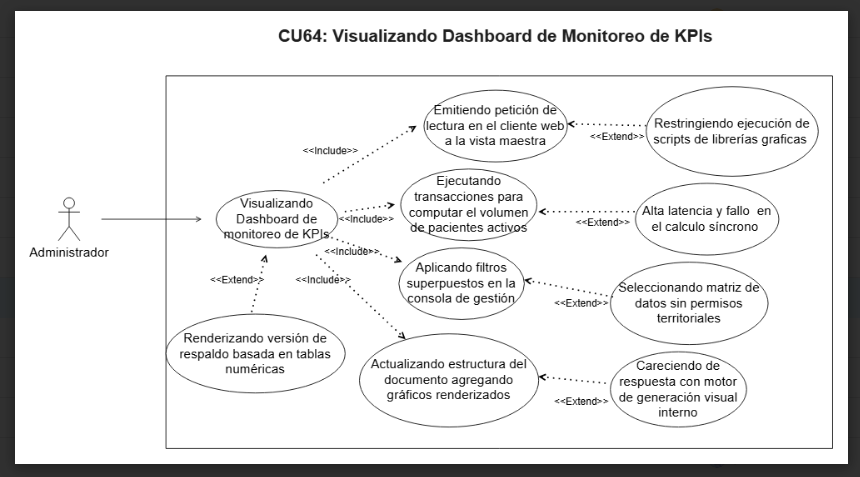 CU64: Visualizando Dashboard de Monitoreo de KPIs
Emitiendo petición de
lectura en el cliente web
a la vista maestra
<<Extend>>
Restringiendo ejecución de
scripts de librerías graficas
<<Include>>
Administrador
Visualizando
Dashboard de
monitoreo de KPIs
<<Include>>
Ejecutando
transacciones para
computar el volumen
de pacientes activos
<<Extend>>
Alta latencia y fallo en
el calculo síncrono
<<Include>>
Aplicando filtros
superpuestos en la
consola de gestión
<<Extend>>
Seleccionando matriz de
datos sin permisos
territoriales
<<Extend>>
<<Include>>
Renderizando versión de
respaldo basada en tablas
numéricas
Actualizando estructura del
documento agregando
gráficos renderizados
<<Extend>>
Careciendo de
respuesta con motor
de generación visual
interno